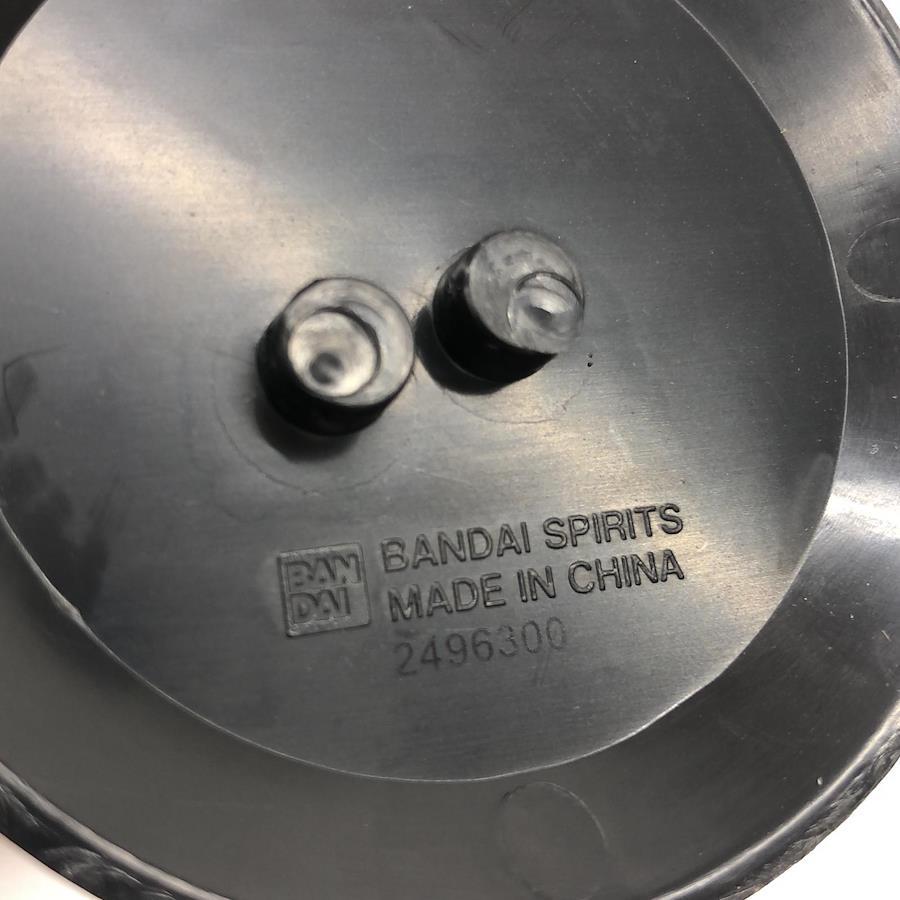 BAN
DAI
BANDAI SPIRITS
MADE IN CHINA
2496300